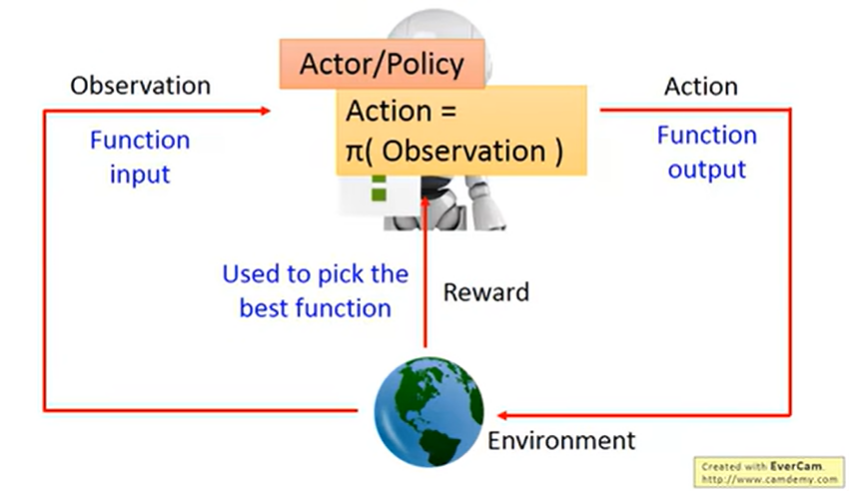 Actor/Policy
Observation
Action
Action =
π( Observation )
Function
input
Function
output
Used to pick the
best function
Reward
Environment
Created with EverCam.
http://www.camdemy.com